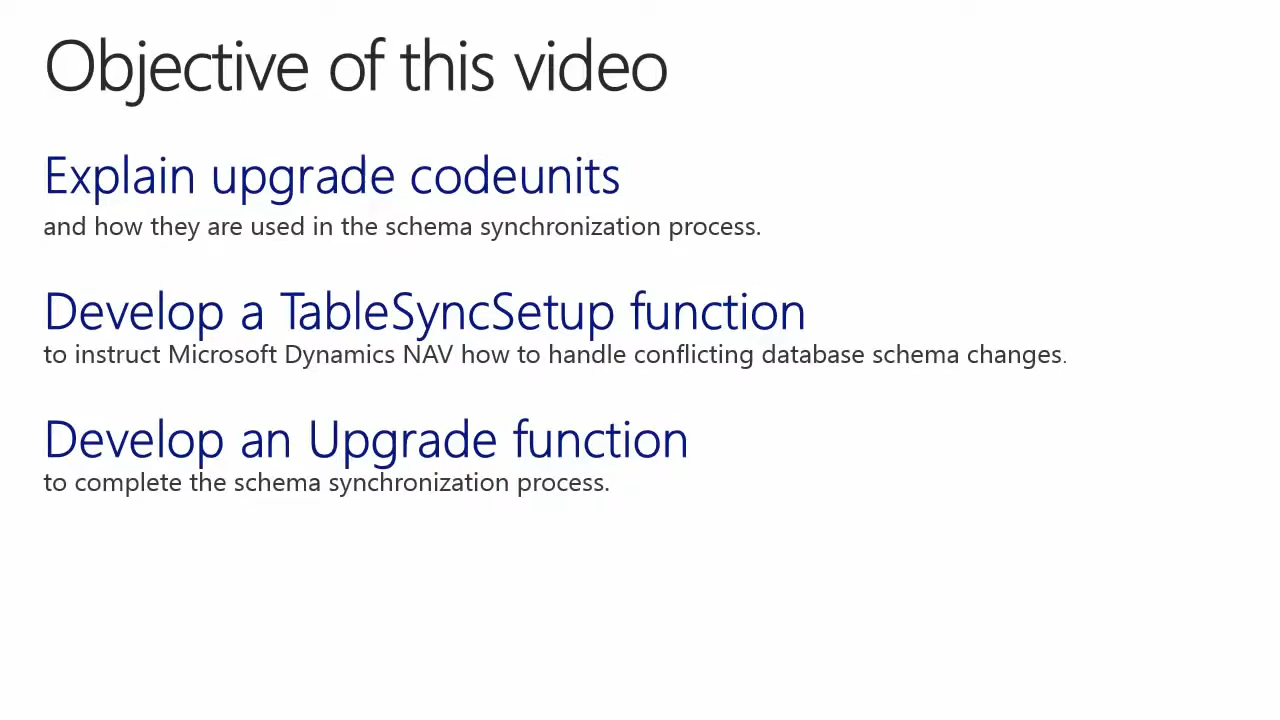 Objective of this video
Explain upgrade codeunits
and how they are used in the schema synchronization process.
Develop a TableSyncSetup function
to instruct Microsoft Dynamics NAV how to handle conflicting database schema changes.
Develop an Upgrade function
to complete the schema synchronization process.